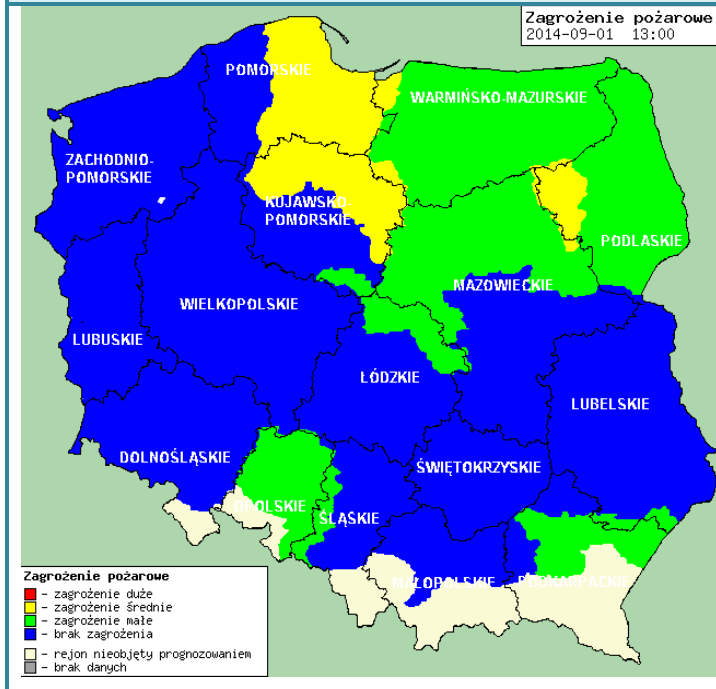 Zagrożenie pożarowe
2014-09-01 13:00
POMORSKIE
WARMIŃSKO-MAZURSKIE
ZACHODNIO-
POMORSKIE
KUJAWSKO-
POMORSKIE
PODLASKIE
MAZOWIECKIE
WIELKOPOLSKIE
LUBUSKIE
ŁÓDZKIE
LUBELSKIE
DOLNOŚLĄSKIE
ŚWIĘTOKRZYSKIE
OPOLSKIE
ŚLĄSKIE
MAŁOPOLSKIE
PODKARPACKIE
Zagrożenie pożarowe
- zagrożenie duże
- zagrożenie średnie
- zagrożenie małe
- brak zagrożenia
- rejon nieobjęty prognozowaniem
- brak danych